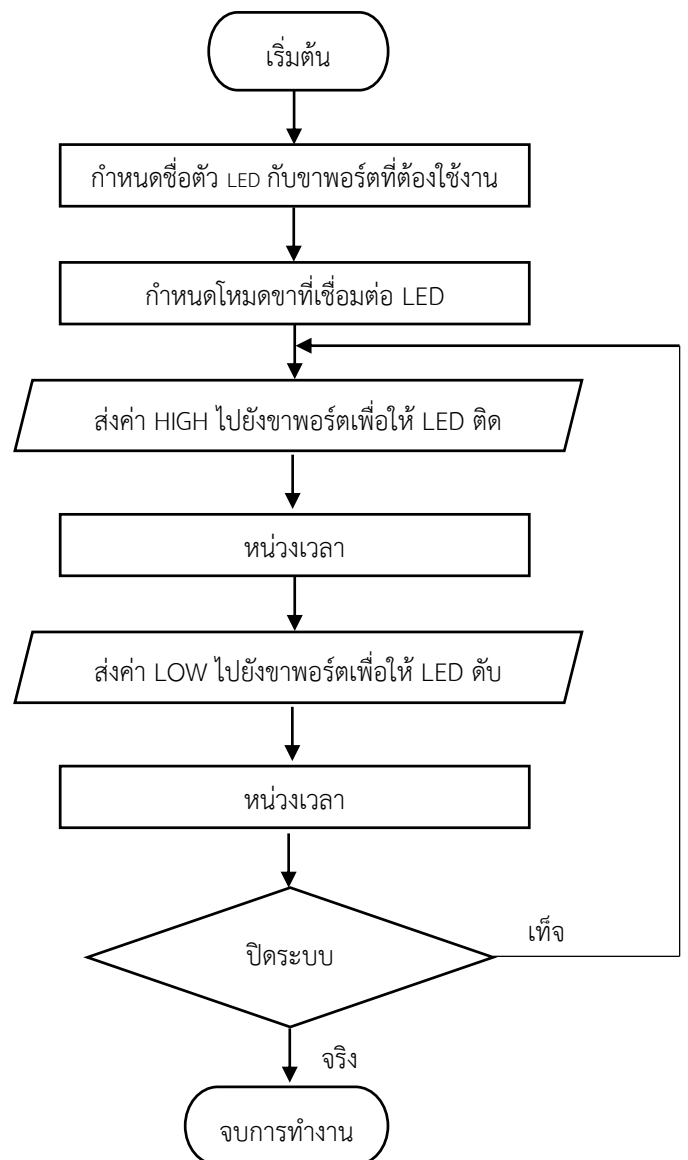 เริ่มต้น
กำหนดชื่อตัว LED กับขาพอร์ตที่ต้องใช้งาน
กำหนดโหมดขาที่เชื่อมต่อ LED
ส่งค่า HIGH ไปยังขาพอร์ตเพื่อให้ LED ติด
หน่วงเวลา
ส่งค่า LOW ไปยังขาพอร์ตเพื่อให้ LED ดับ
หน่วงเวลา
เท็จ
ปิดระบบ
จริง
จบการทำงาน